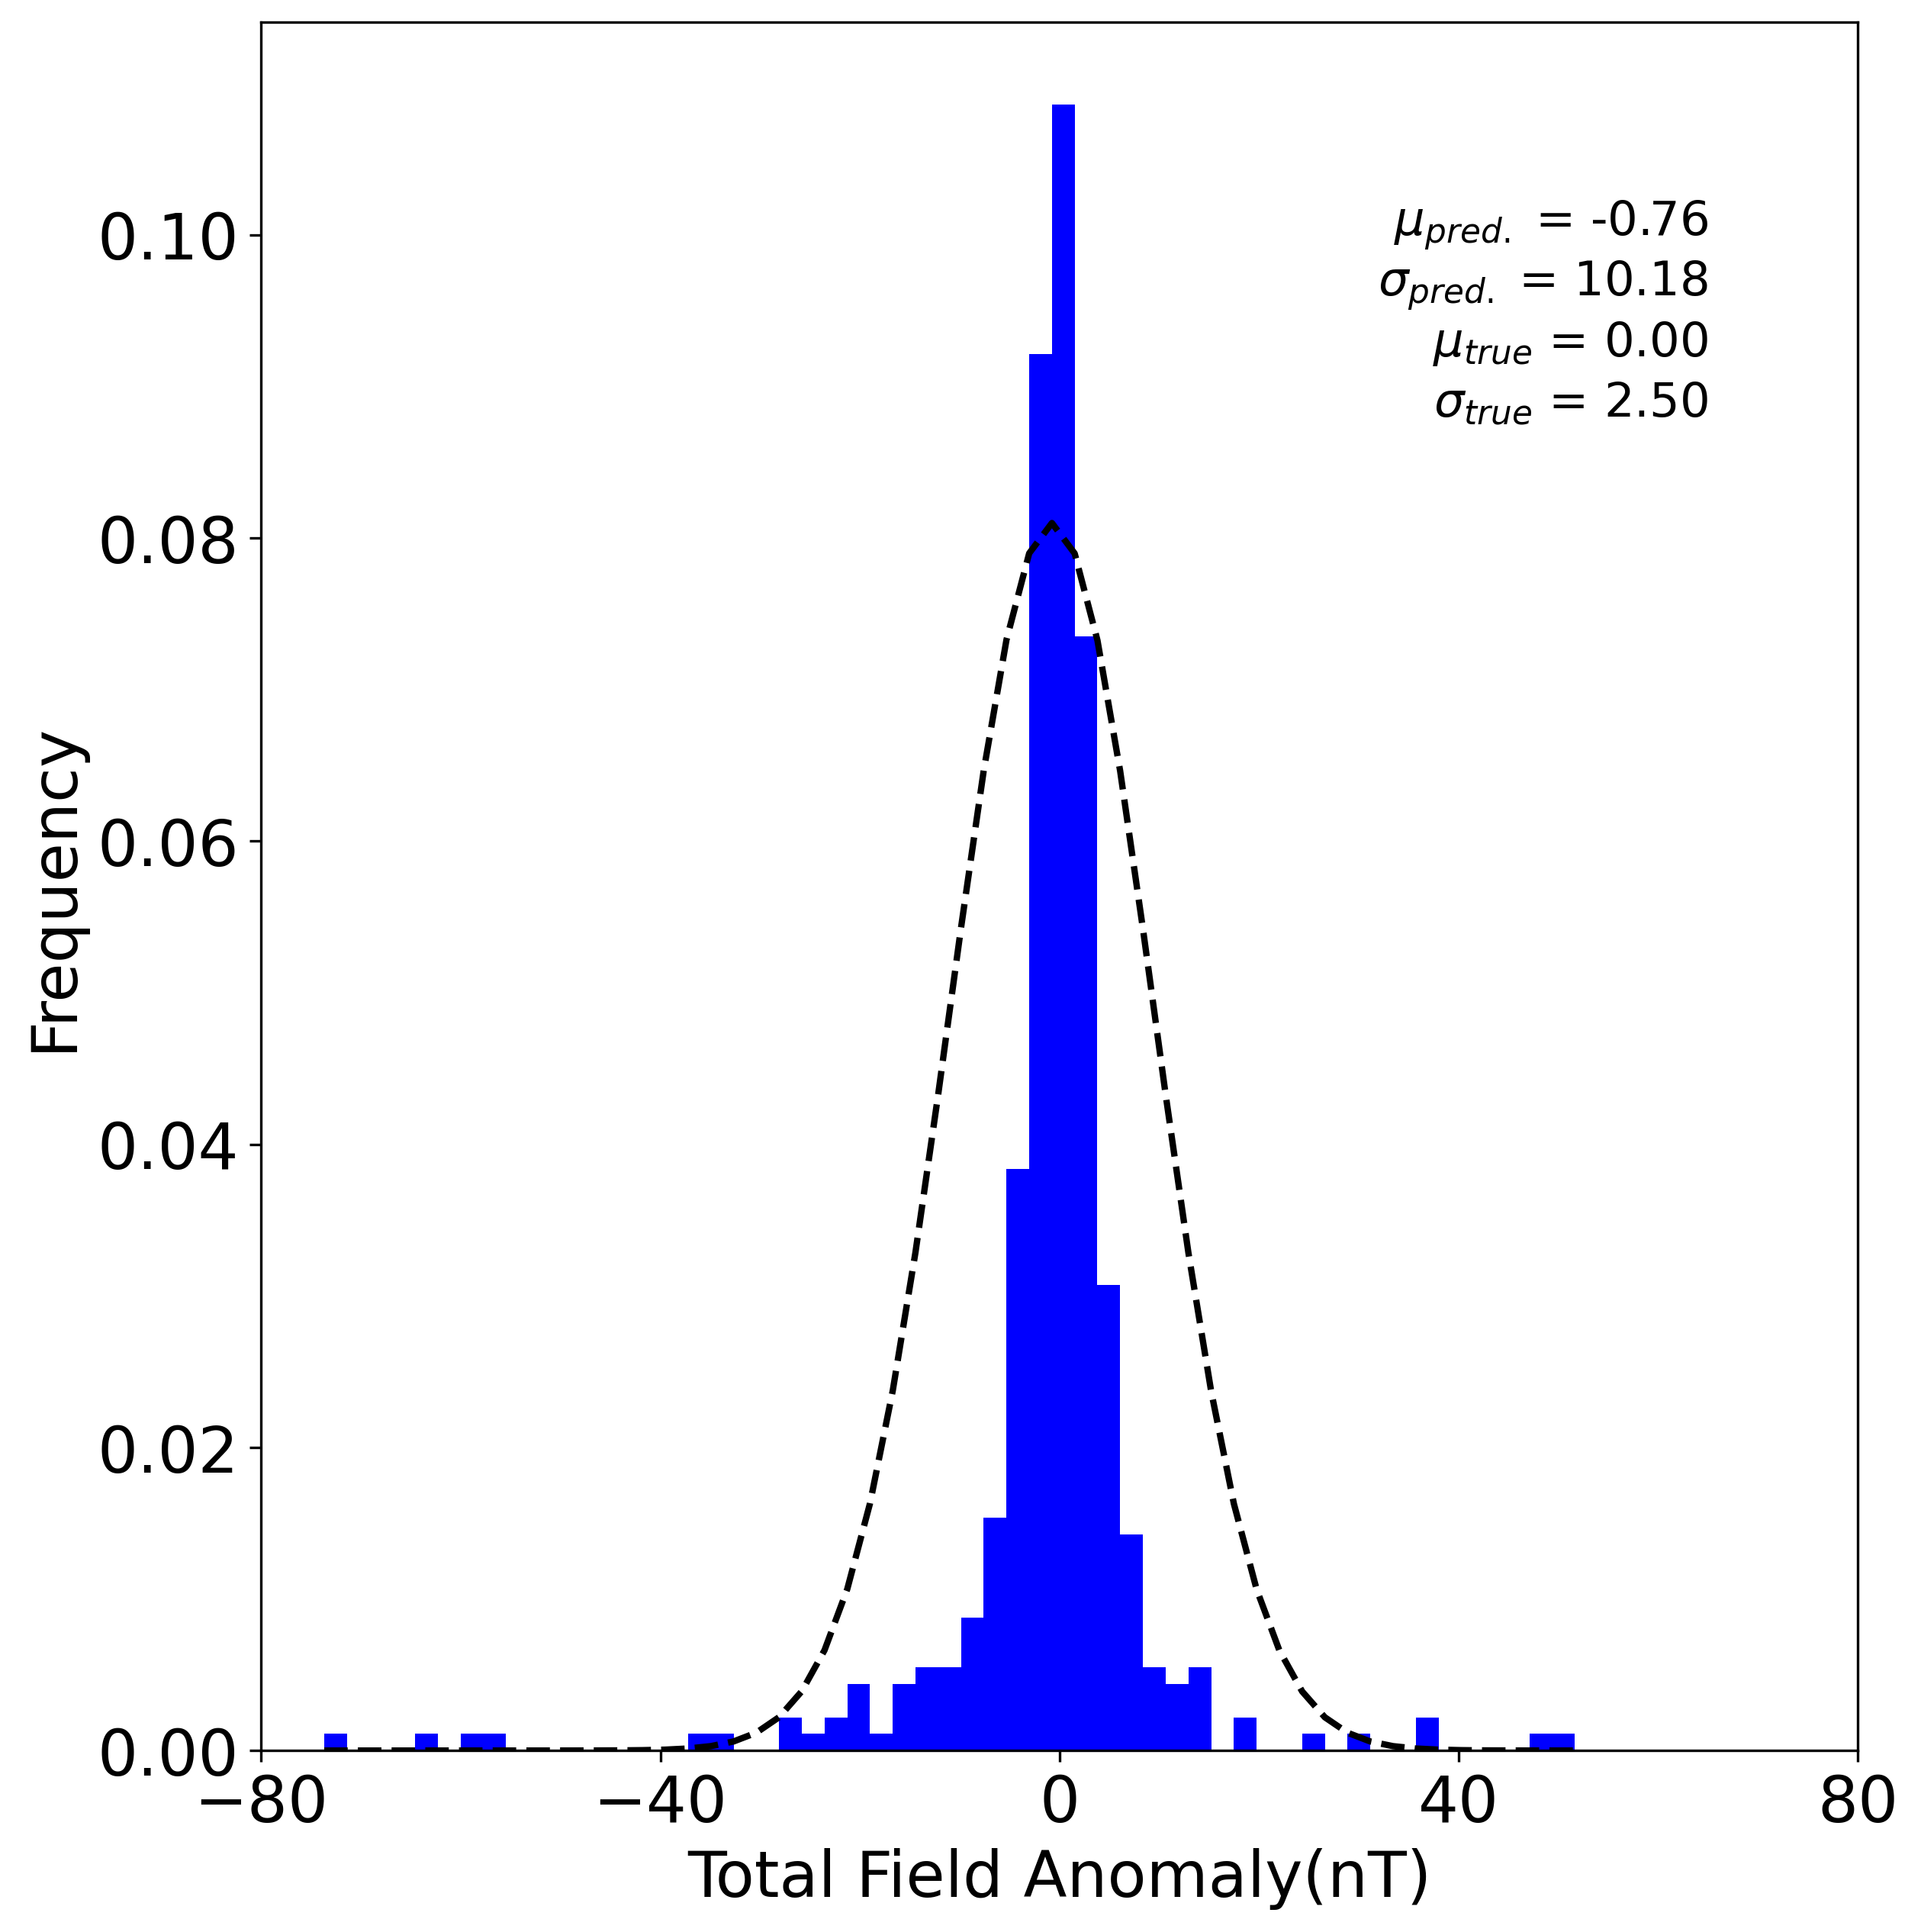 μpred. = -0.76
σpred. = 10.18
μtrue = 0.00
σtrue = 2.50
Frequency
0.10
0.08
0.06
0.04
0.02
0.00
−80 −40 0 40 80
Total Field Anomaly(nT)